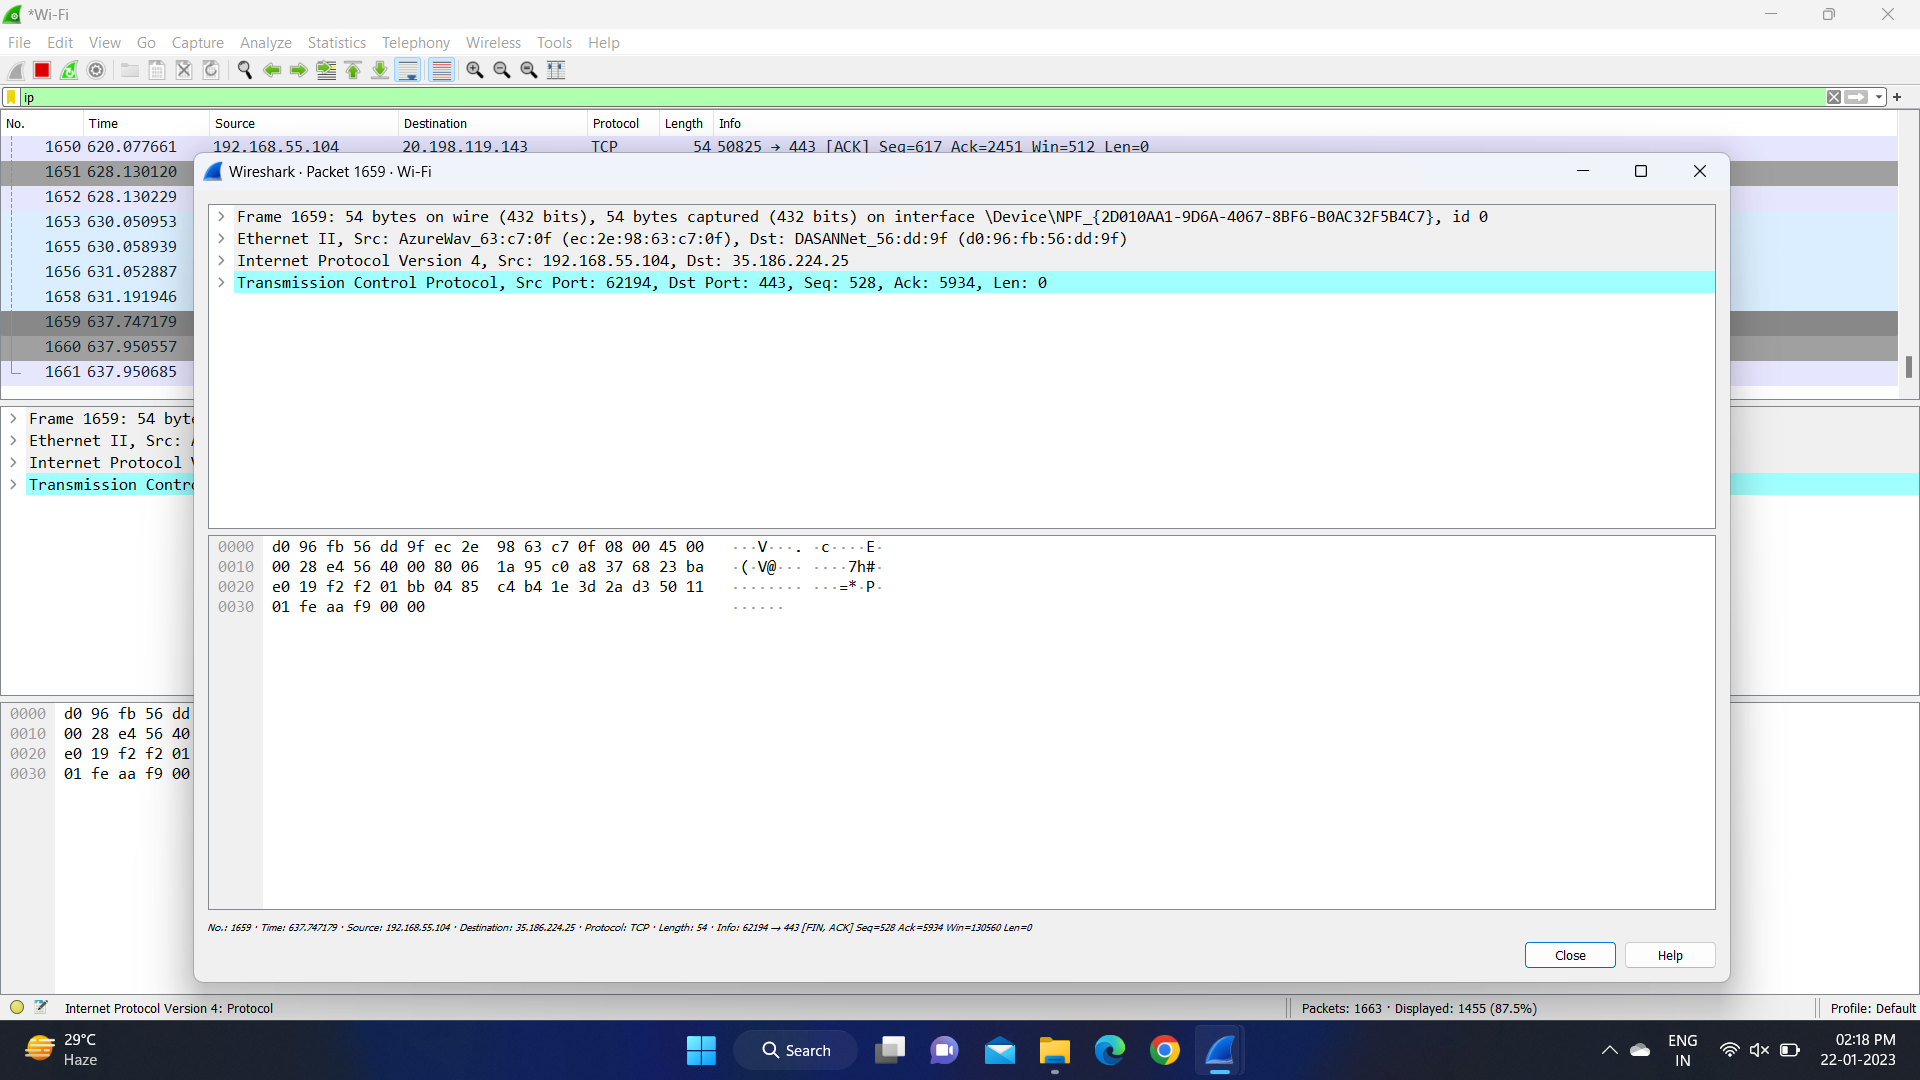 *Wi-Fi
File Edit View Go Capture Analyze Statistics Telephony Wireless Tools Help
ip
No. Time Source Destination Protocol Length Info
1650 620.077661 192.168.55.104 20.198.119.143 TCP 54 50825 → 443 [ACK] Seq=617 Ack=2451 Win=512 Len=0
1651 628.130120
1652 628.130229
1653 630.050953
1655 630.058939
1656 631.052887
1658 631.191946
1659 637.747179
1660 637.950557
1661 637.950685
Frame 1659: 54 byt
Ethernet II, Src:
Internet Protocol
Transmission Contr
0000 d0 96 fb 56 dd
0010 00 28 e4 56 40
0020 e0 19 f2 f2 01
0030 01 fe aa f9 00
Wireshark · Packet 1659 · Wi-Fi
Frame 1659: 54 bytes on wire (432 bits), 54 bytes captured (432 bits) on interface \Device\NPF_{2D010AA1-9D6A-4067-8BF6-B0AC32F5B4C7}, id 0
Ethernet II, Src: AzureWav_63:c7:0f (ec:2e:98:63:c7:0f), Dst: DASANNet_56:dd:9f (d0:96:fb:56:dd:9f)
Internet Protocol Version 4, Src: 192.168.55.104, Dst: 35.186.224.25
Transmission Control Protocol, Src Port: 62194, Dst Port: 443, Seq: 528, Ack: 5934, Len: 0
0000 d0 96 fb 56 dd 9f ec 2e 98 63 c7 0f 08 00 45 00 ···V···. ·c····E·
0010 00 28 e4 56 40 00 80 06 1a 95 c0 a8 37 68 23 ba ·(·V@··· ····7h#·
0020 e0 19 f2 f2 01 bb 04 85 c4 b4 1e 3d 2a d3 50 11 ········ ···=*·P·
0030 01 fe aa f9 00 00 ······
No.: 1659 · Time: 637.747179 · Source: 192.168.55.104 · Destination: 35.186.224.25 · Protocol: TCP · Length: 54 · Info: 62194 → 443 [FIN, ACK] Seq=528 Ack=5934 Win=130560 Len=0
Close Help
Internet Protocol Version 4: Protocol Packets: 1663 · Displayed: 1455 (87.5%) Profile: Default
29°C
Haze
Search
ENG
IN
02:18 PM
22-01-2023